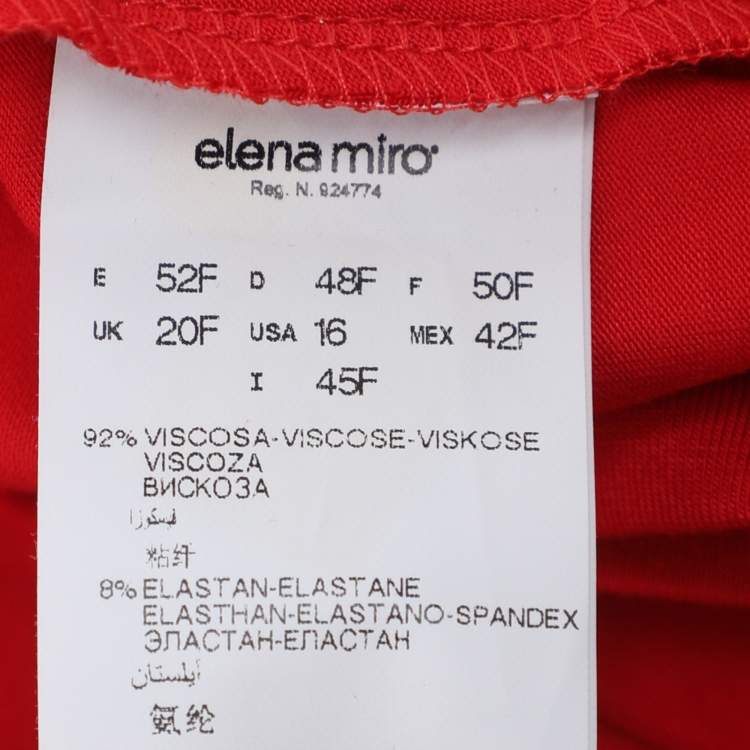 elena miro
Reg. N. 924774
E 52F D 48F F 50F
UK 20F USA 16 MEX 42F
I 45F
92% VISCOSA-VISCOSE-VISKOSE
VISCOZA
ВИСКОЗА
فيسكوزا
粘纤
8% ELASTAN-ELASTANE
ELASTHAN-ELASTANO-SPANDEX
ЭЛАСТАН-ЕЛАСТАН
أيلستان
氨纶